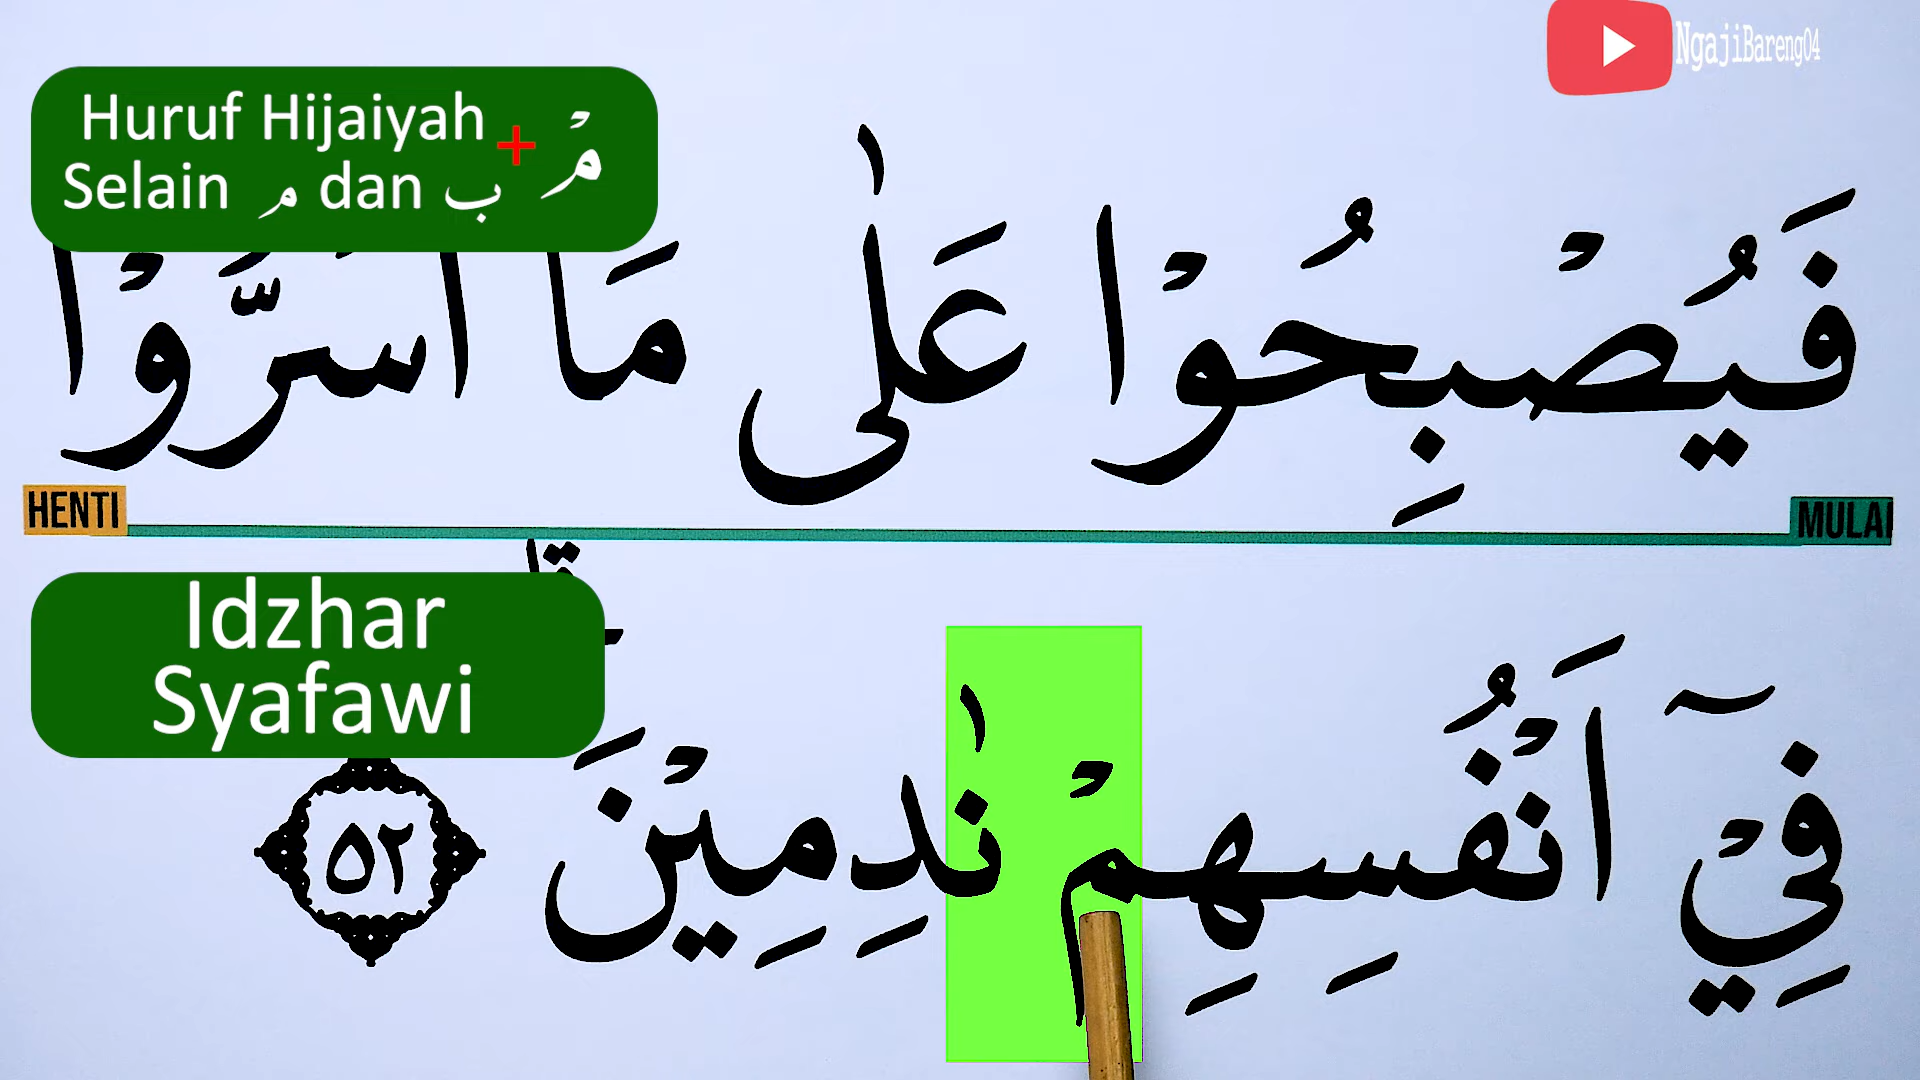 NgajiBareng04
Huruf Hijaiyah + مْ
Selain م dan ب
فَيُصْبِحُوْا عَلٰى مَا اَسَرُّوْا
HENTI
MULAI
Idzhar
Syafawi
فِيْٓ اَنْفُسِهِمْ نٰدِمِيْنَ ۗ ٥٢